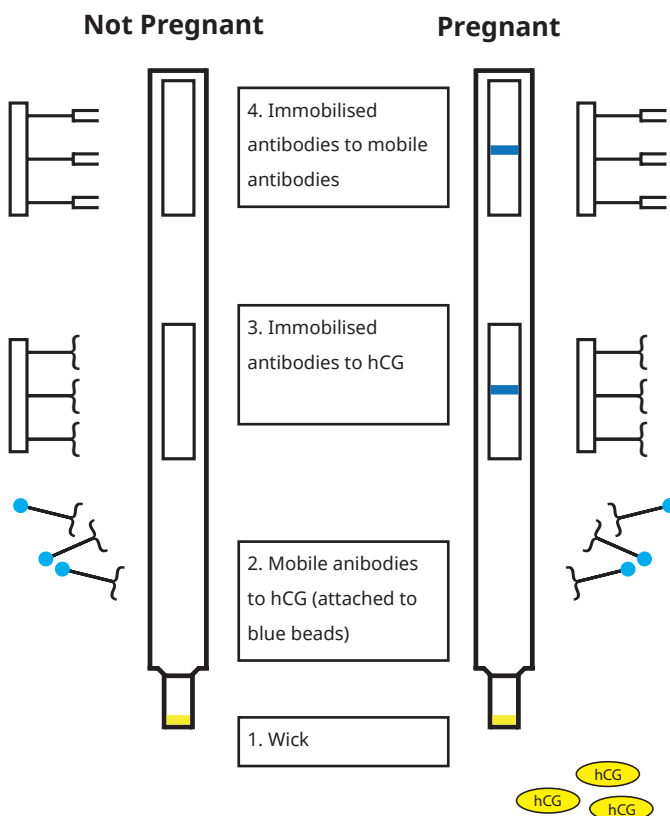 Not Pregnant
Pregnant
4. Immobilised
antibodies to mobile
antibodies
3. Immobilised
antibodies to hCG
2. Mobile anibodies
to hCG (attached to
blue beads)
1. Wick
hCG
hCG
hCG